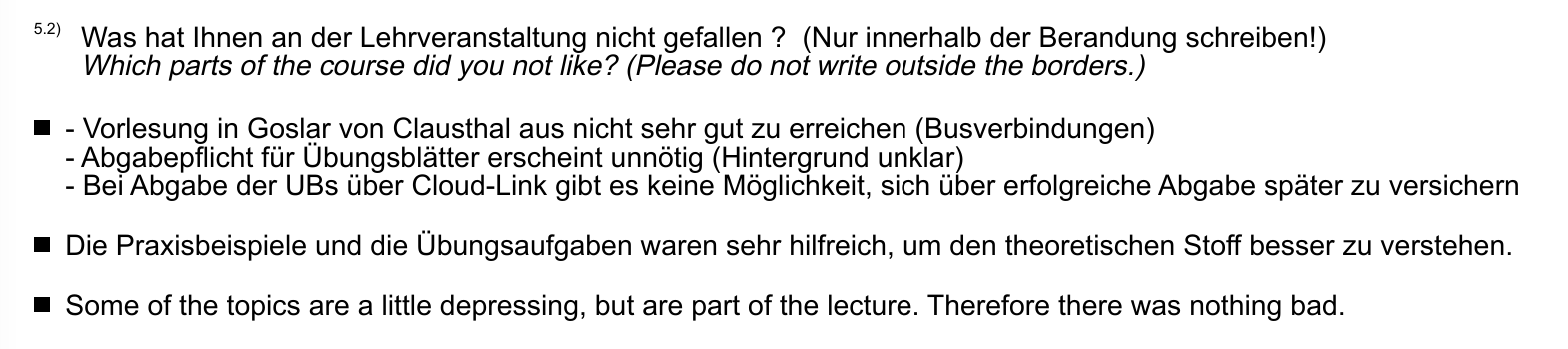 5.2) Was hat Ihnen an der Lehrveranstaltung nicht gefallen ? (Nur innerhalb der Berandung schreiben!)
Which parts of the course did you not like? (Please do not write outside the borders.)
■ - Vorlesung in Goslar von Clausthal aus nicht sehr gut zu erreichen (Busverbindungen)
- Abgabepflicht für Übungsblätter erscheint unnötig (Hintergrund unklar)
- Bei Abgabe der UBs über Cloud-Link gibt es keine Möglichkeit, sich über erfolgreiche Abgabe später zu versichern
■ Die Praxisbeispiele und die Übungsaufgaben waren sehr hilfreich, um den theoretischen Stoff besser zu verstehen.
■ Some of the topics are a little depressing, but are part of the lecture. Therefore there was nothing bad.